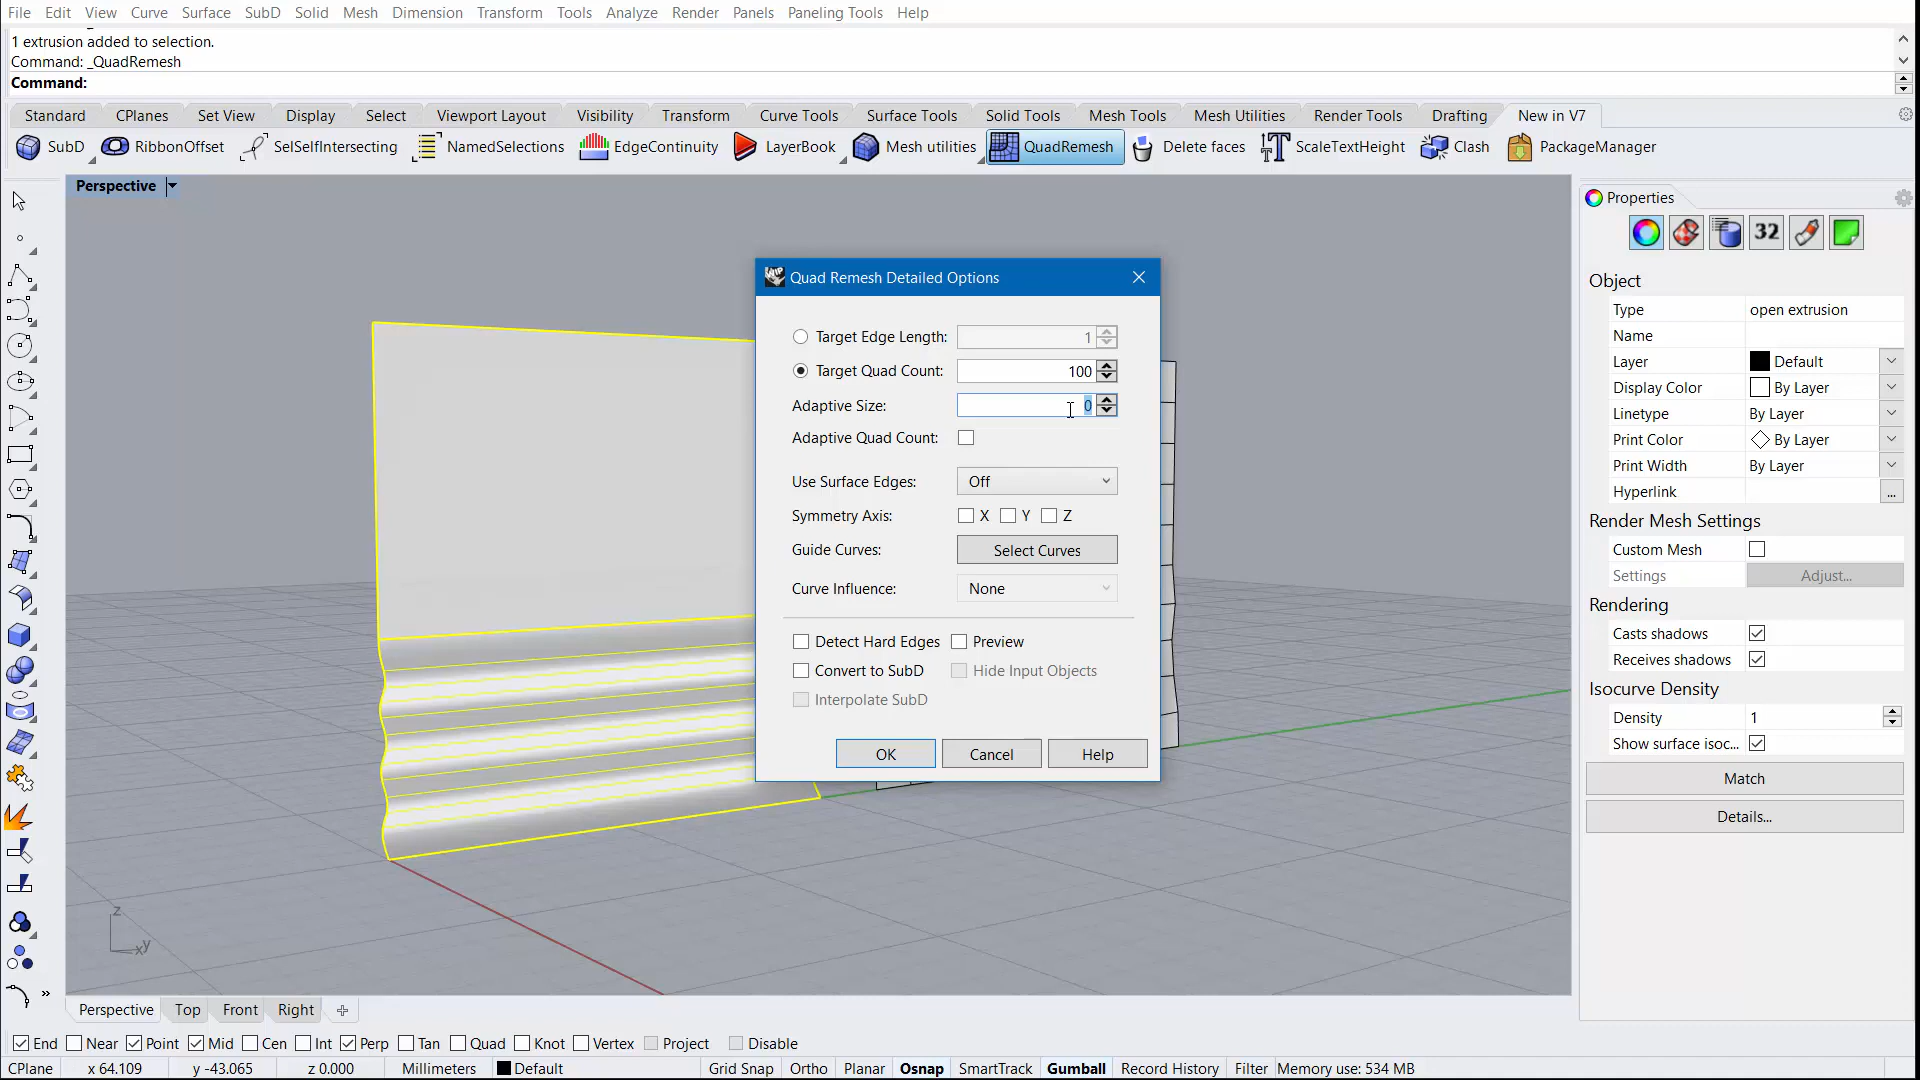 File Edit View Curve Surface SubD Solid Mesh Dimension Transform Tools Analyze Render Panels Paneling Tools Help
1 extrusion added to selection.
Command: _QuadRemesh
Command:
Standard CPlanes Set View Display Select Viewport Layout Visibility Transform Curve Tools Surface Tools Solid Tools Mesh Tools Mesh Utilities Render Tools Drafting New in V7
SubD RibbonOffset SelSelfIntersecting NamedSelections EdgeContinuity LayerBook Mesh utilities QuadRemesh Delete faces ScaleTextHeight Clash PackageManager
Perspective
Quad Remesh Detailed Options
Target Edge Length: 1
Target Quad Count: 100
Adaptive Size: 0
Adaptive Quad Count:
Use Surface Edges: Off
Symmetry Axis: X Y Z
Guide Curves: Select Curves
Curve Influence: None
Detect Hard Edges Preview
Convert to SubD Hide Input Objects
Interpolate SubD
OK Cancel Help
Properties
32
Object
Type open extrusion
Name
Layer Default
Display Color By Layer
Linetype By Layer
Print Color By Layer
Print Width By Layer
Hyperlink ...
Render Mesh Settings
Custom Mesh
Settings Adjust...
Rendering
Casts shadows
Receives shadows
Isocurve Density
Density 1
Show surface isoc...
Match
Details...
z
x y
Perspective Top Front Right
End Near Point Mid Cen Int Perp Tan Quad Knot Vertex Project Disable
CPlane x 64.109 y -43.065 z 0.000 Millimeters Default Grid Snap Ortho Planar Osnap SmartTrack Gumball Record History Filter Memory use: 534 MB